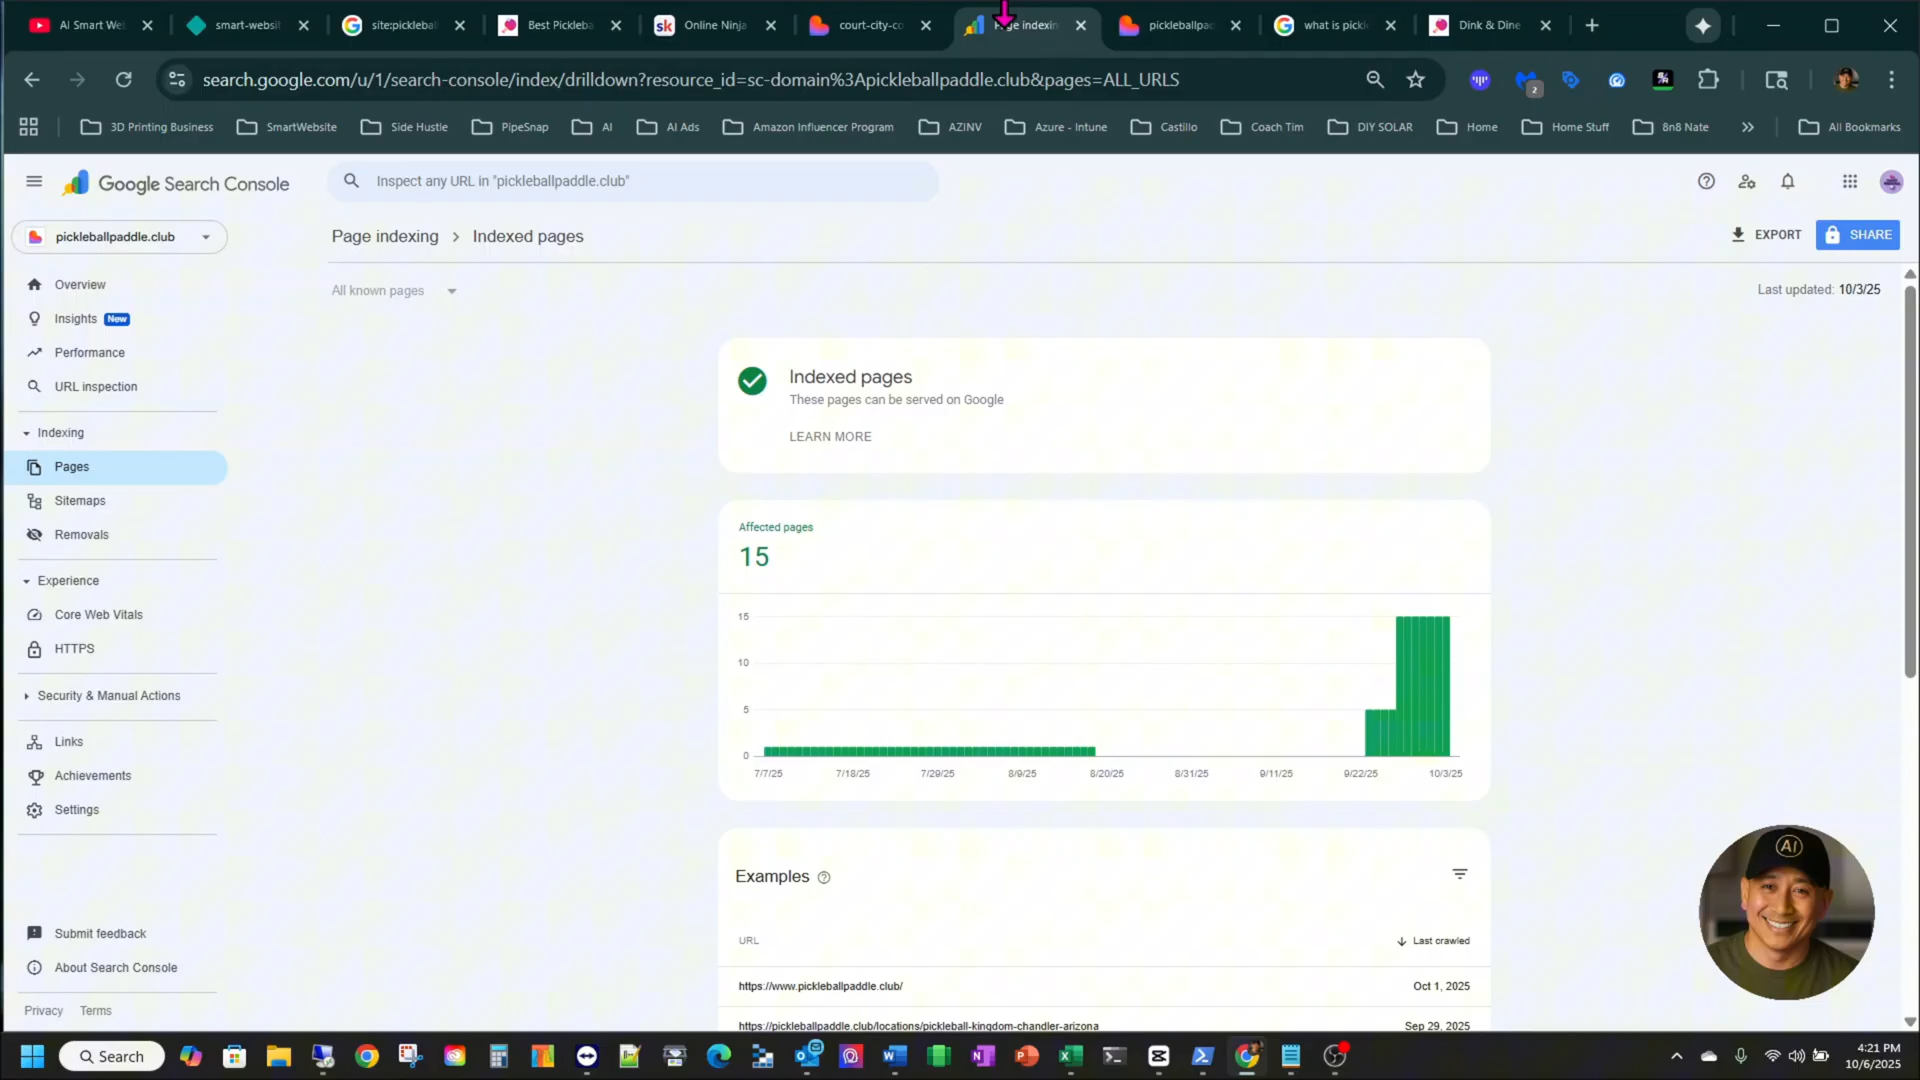 AI Smart We
smart-websit
site:pickleball
Best Pickleba
sk
Online Ninja
court-city-co
Page indexin
pickleballpad
what is pickl
Dink & Dine
search.google.com/u/1/search-console/index/drilldown?resource_id=sc-domain%3Apickleballpaddle.club&pages=ALL_URLS
2
3D Printing Business
SmartWebsite
Side Hustle
PipeSnap
AI
AI Ads
Amazon Influencer Program
AZINV
Azure - Intune
Castillo
Coach Tim
DIY SOLAR
Home
Home Stuff
8n8 Nate
All Bookmarks
Google Search Console
Inspect any URL in "pickleballpaddle.club"
pickleballpaddle.club
Page indexing
Indexed pages
EXPORT
SHARE
Overview
Insights New
Performance
URL inspection
Indexing
Pages
Sitemaps
Removals
Experience
Core Web Vitals
HTTPS
Security & Manual Actions
Links
Achievements
Settings
Submit feedback
About Search Console
Privacy Terms
All known pages
Last updated: 10/3/25
Indexed pages
These pages can be served on Google
LEARN MORE
Affected pages
15
15
10
5
0
7/7/25 7/18/25 7/29/25 8/9/25 8/20/25 8/31/25 9/11/25 9/22/25 10/3/25
Examples
URL
Last crawled
https://www.pickleballpaddle.club/
Oct 1, 2025
https://pickleballpaddle.club/locations/pickleball-kingdom-chandler-arizona
Sep 29, 2025
AI
Search
4:21 PM
10/6/2025